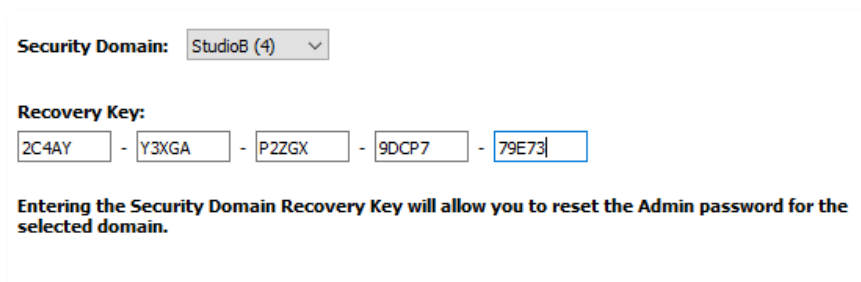 Security Domain: StudioB (4)
Recovery Key:
2C4AY - Y3XGA - P2ZGX - 9DCP7 - 79E73
Entering the Security Domain Recovery Key will allow you to reset the Admin password for the
selected domain.